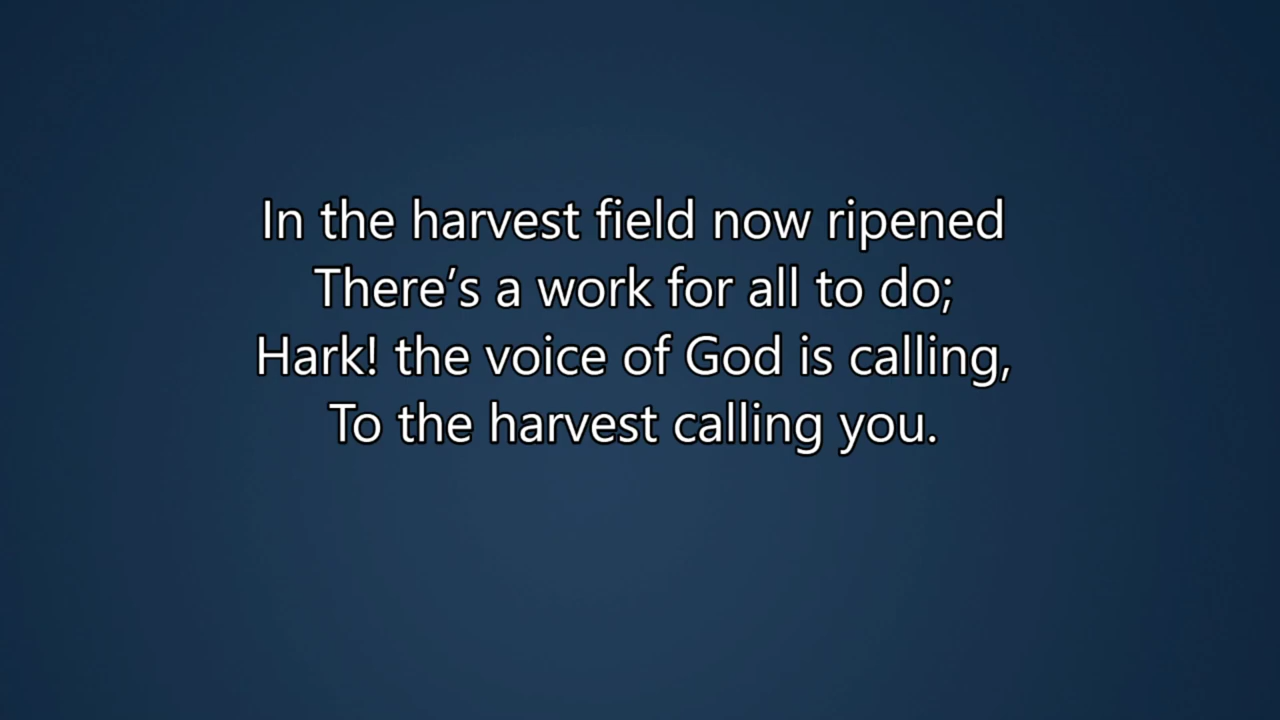 In the harvest field now ripened
There’s a work for all to do;
Hark! the voice of God is calling,
To the harvest calling you.